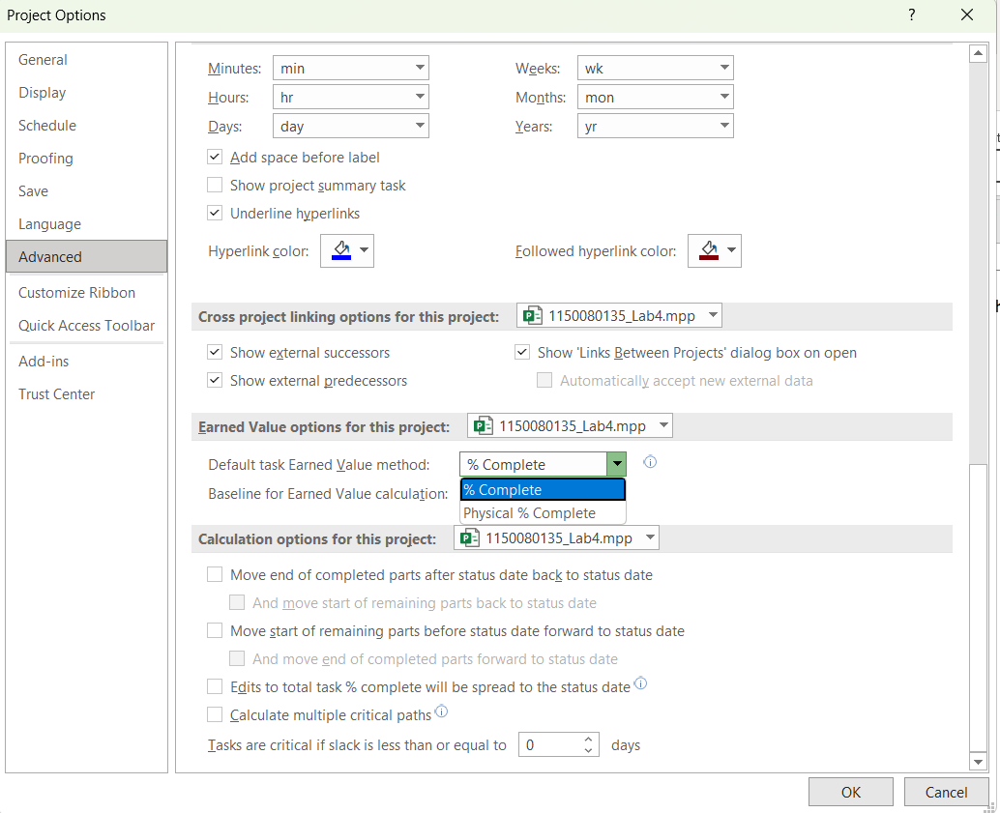 Project Options ? ×
General
Display
Schedule
Proofing
Save
Language
Advanced
Customize Ribbon
Quick Access Toolbar
Add-ins
Trust Center
Minutes: min Weeks: wk
Hours: hr Months: mon
Days: day Years: yr
Add space before label
Show project summary task
Underline hyperlinks
Hyperlink color: Followed hyperlink color:
Cross project linking options for this project: 1150080135_Lab4.mpp
Show external successors Show 'Links Between Projects' dialog box on open
Show external predecessors Automatically accept new external data
Earned Value options for this project: 1150080135_Lab4.mpp
Default task Earned Value method: % Complete
Baseline for Earned Value calculation: % Complete
Physical % Complete
Calculation options for this project: 1150080135_Lab4.mpp
Move end of completed parts after status date back to status date
And move start of remaining parts back to status date
Move start of remaining parts before status date forward to status date
And move end of completed parts forward to status date
Edits to total task % complete will be spread to the status date
Calculate multiple critical paths
Tasks are critical if slack is less than or equal to 0 days
OK Cancel